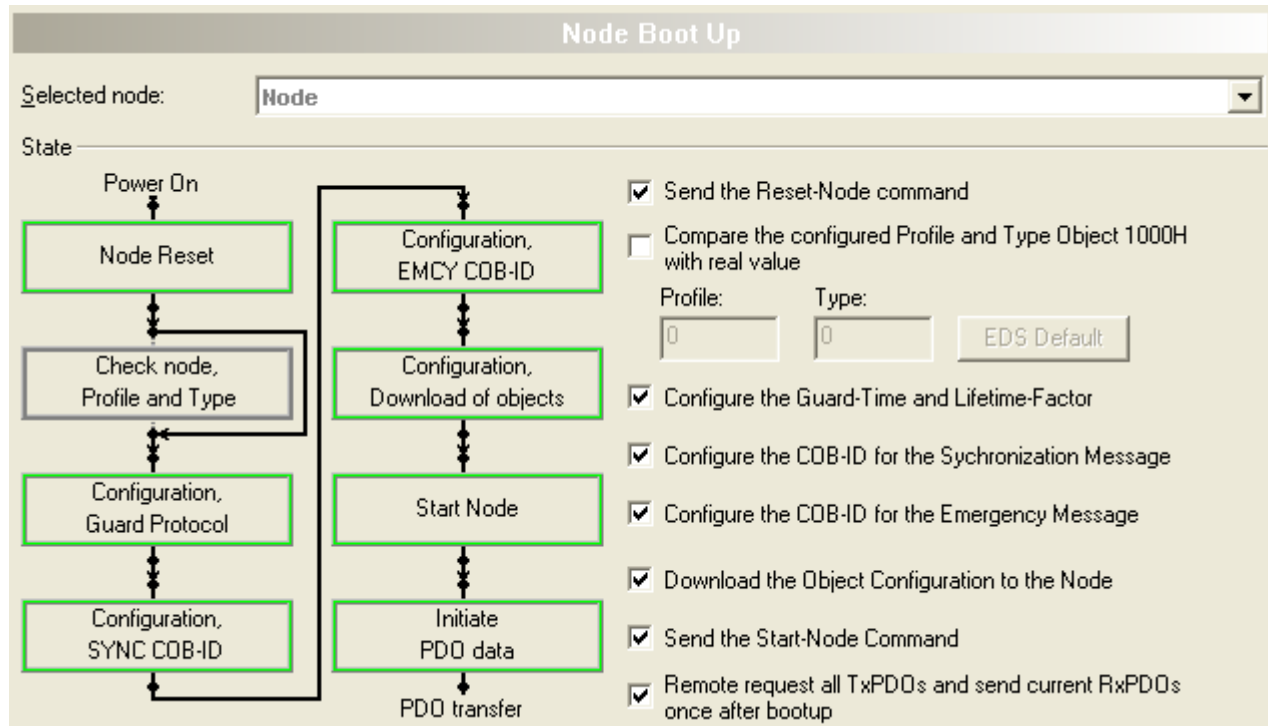 Node Boot Up
Selected node:
Node
State
Power On
Node Reset
Check node,
Profile and Type
Configuration,
Guard Protocol
Configuration,
SYNC COB-ID
Configuration,
EMCY COB-ID
Configuration,
Download of objects
Start Node
Initiate
PDO data
PDO transfer
Send the Reset-Node command
Compare the configured Profile and Type Object 1000H
with real value
Profile:
Type:
0
0
EDS Default
Configure the Guard-Time and Lifetime-Factor
Configure the COB-ID for the Sychronization Message
Configure the COB-ID for the Emergency Message
Download the Object Configuration to the Node
Send the Start-Node Command
Remote request all TxPDOs and send current RxPDOs
once after bootup